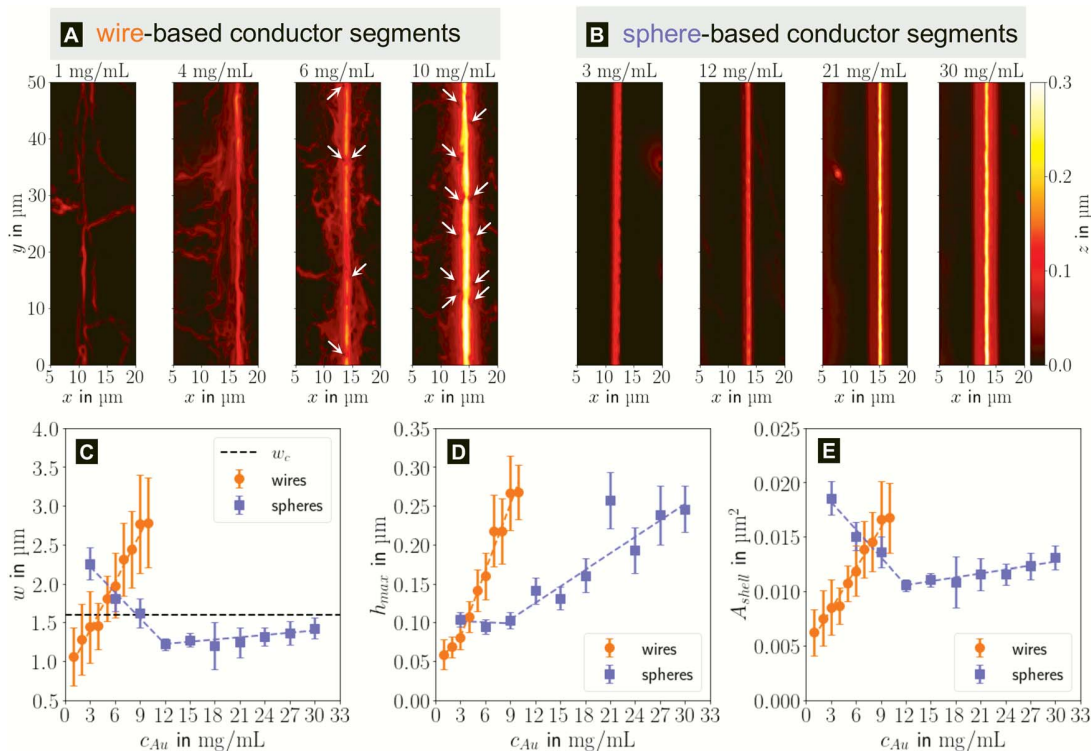 A wire-based conductor segments
B sphere-based conductor segments
1 mg/mL 4 mg/mL 6 mg/mL 10 mg/mL
3 mg/mL 12 mg/mL 21 mg/mL 30 mg/mL
50
40
30
20
10
0
y in µm
5 10 15 20 5 10 15 20 5 10 15 20 5 10 15 20
x in µm x in µm x in µm x in µm
5 10 15 20 5 10 15 20 5 10 15 20 5 10 15 20
x in µm x in µm x in µm x in µm
0.3
0.2
0.1
0.0
z in µm
C
w_c
wires
spheres
4.0
3.5
3.0
2.5
2.0
1.5
1.0
0.5
w in µm
0 3 6 9 12 15 18 21 24 27 30 33
c_Au in mg/mL
D
0.35
0.30
0.25
0.20
0.15
0.10
0.05
0.00
h_max in µm
wires
spheres
0 3 6 9 12 15 18 21 24 27 30 33
c_Au in mg/mL
E
0.025
0.020
0.015
0.010
0.005
0.000
A_shell in µm²
wires
spheres
0 3 6 9 12 15 18 21 24 27 30 33
c_Au in mg/mL